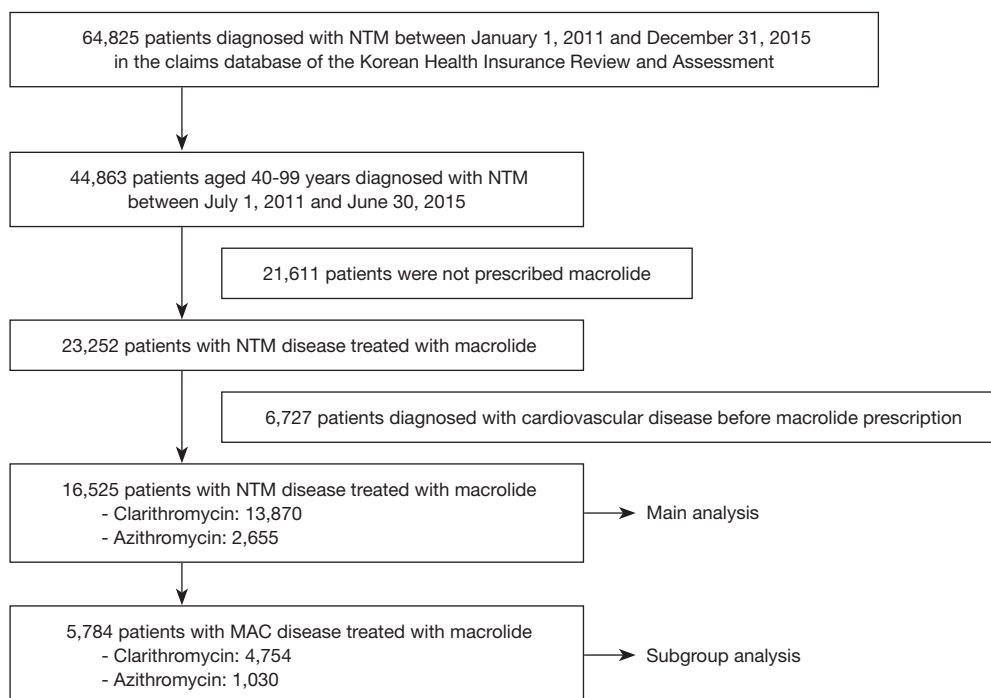 64,825 patients diagnosed with NTM between January 1, 2011 and December 31, 2015
in the claims database of the Korean Health Insurance Review and Assessment
44,863 patients aged 40-99 years diagnosed with NTM
between July 1, 2011 and June 30, 2015
21,611 patients were not prescribed macrolide
23,252 patients with NTM disease treated with macrolide
6,727 patients diagnosed with cardiovascular disease before macrolide prescription
16,525 patients with NTM disease treated with macrolide
- Clarithromycin: 13,870
- Azithromycin: 2,655
Main analysis
5,784 patients with MAC disease treated with macrolide
- Clarithromycin: 4,754
- Azithromycin: 1,030
Subgroup analysis